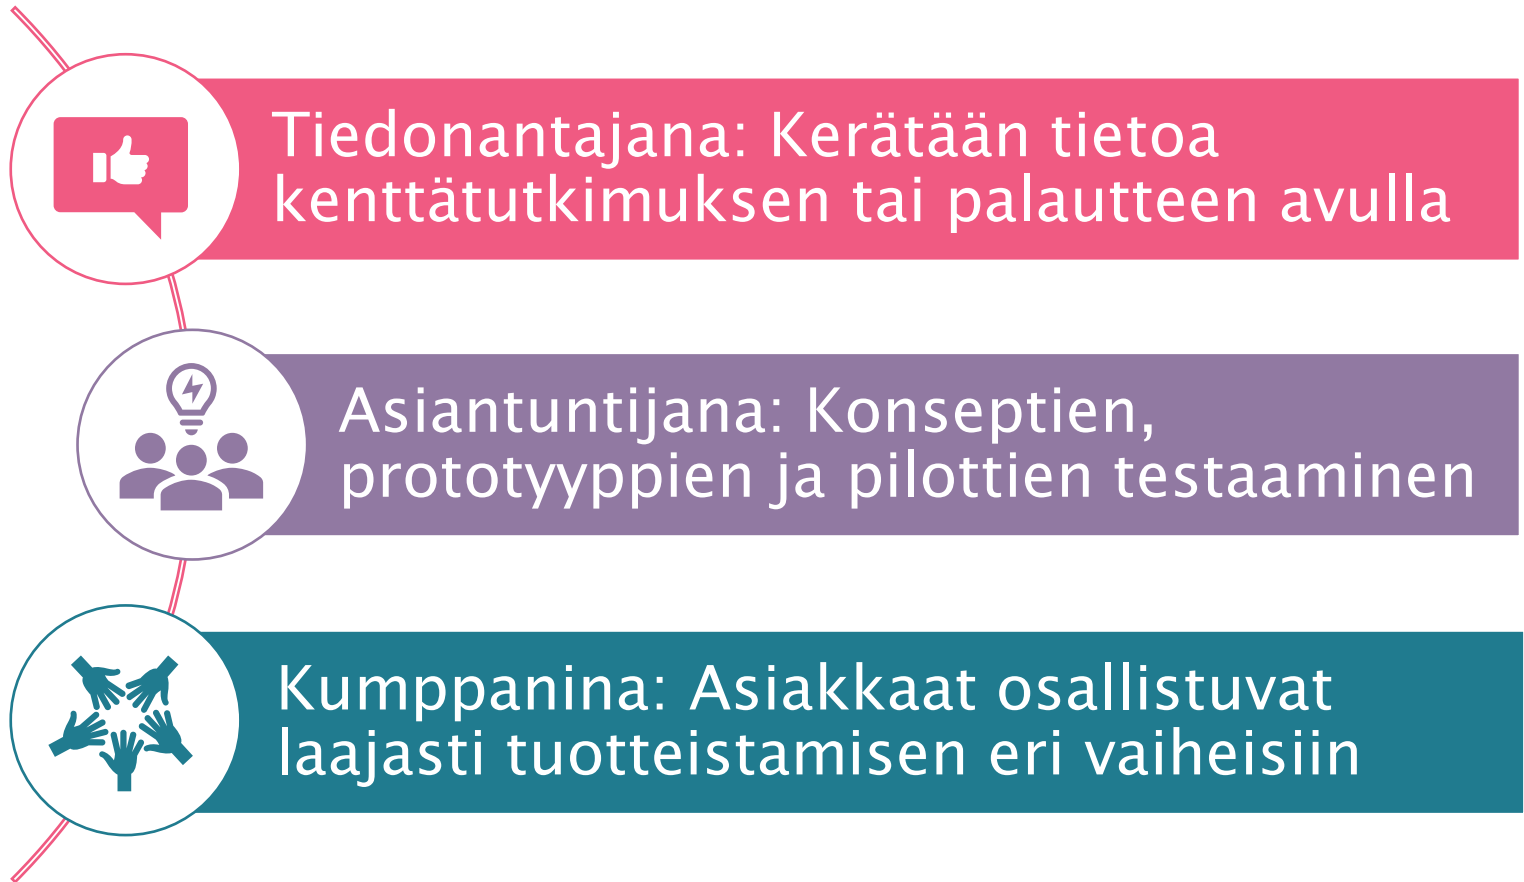 Tiedonantajana: Kerätään tietoa
kenttätutkimuksen tai palautteen avulla
Asiantuntijana: Konseptien,
prototyyppien ja pilottien testaaminen
Kumppanina: Asiakkaat osallistuvat
laajasti tuotteistamisen eri vaiheisiin